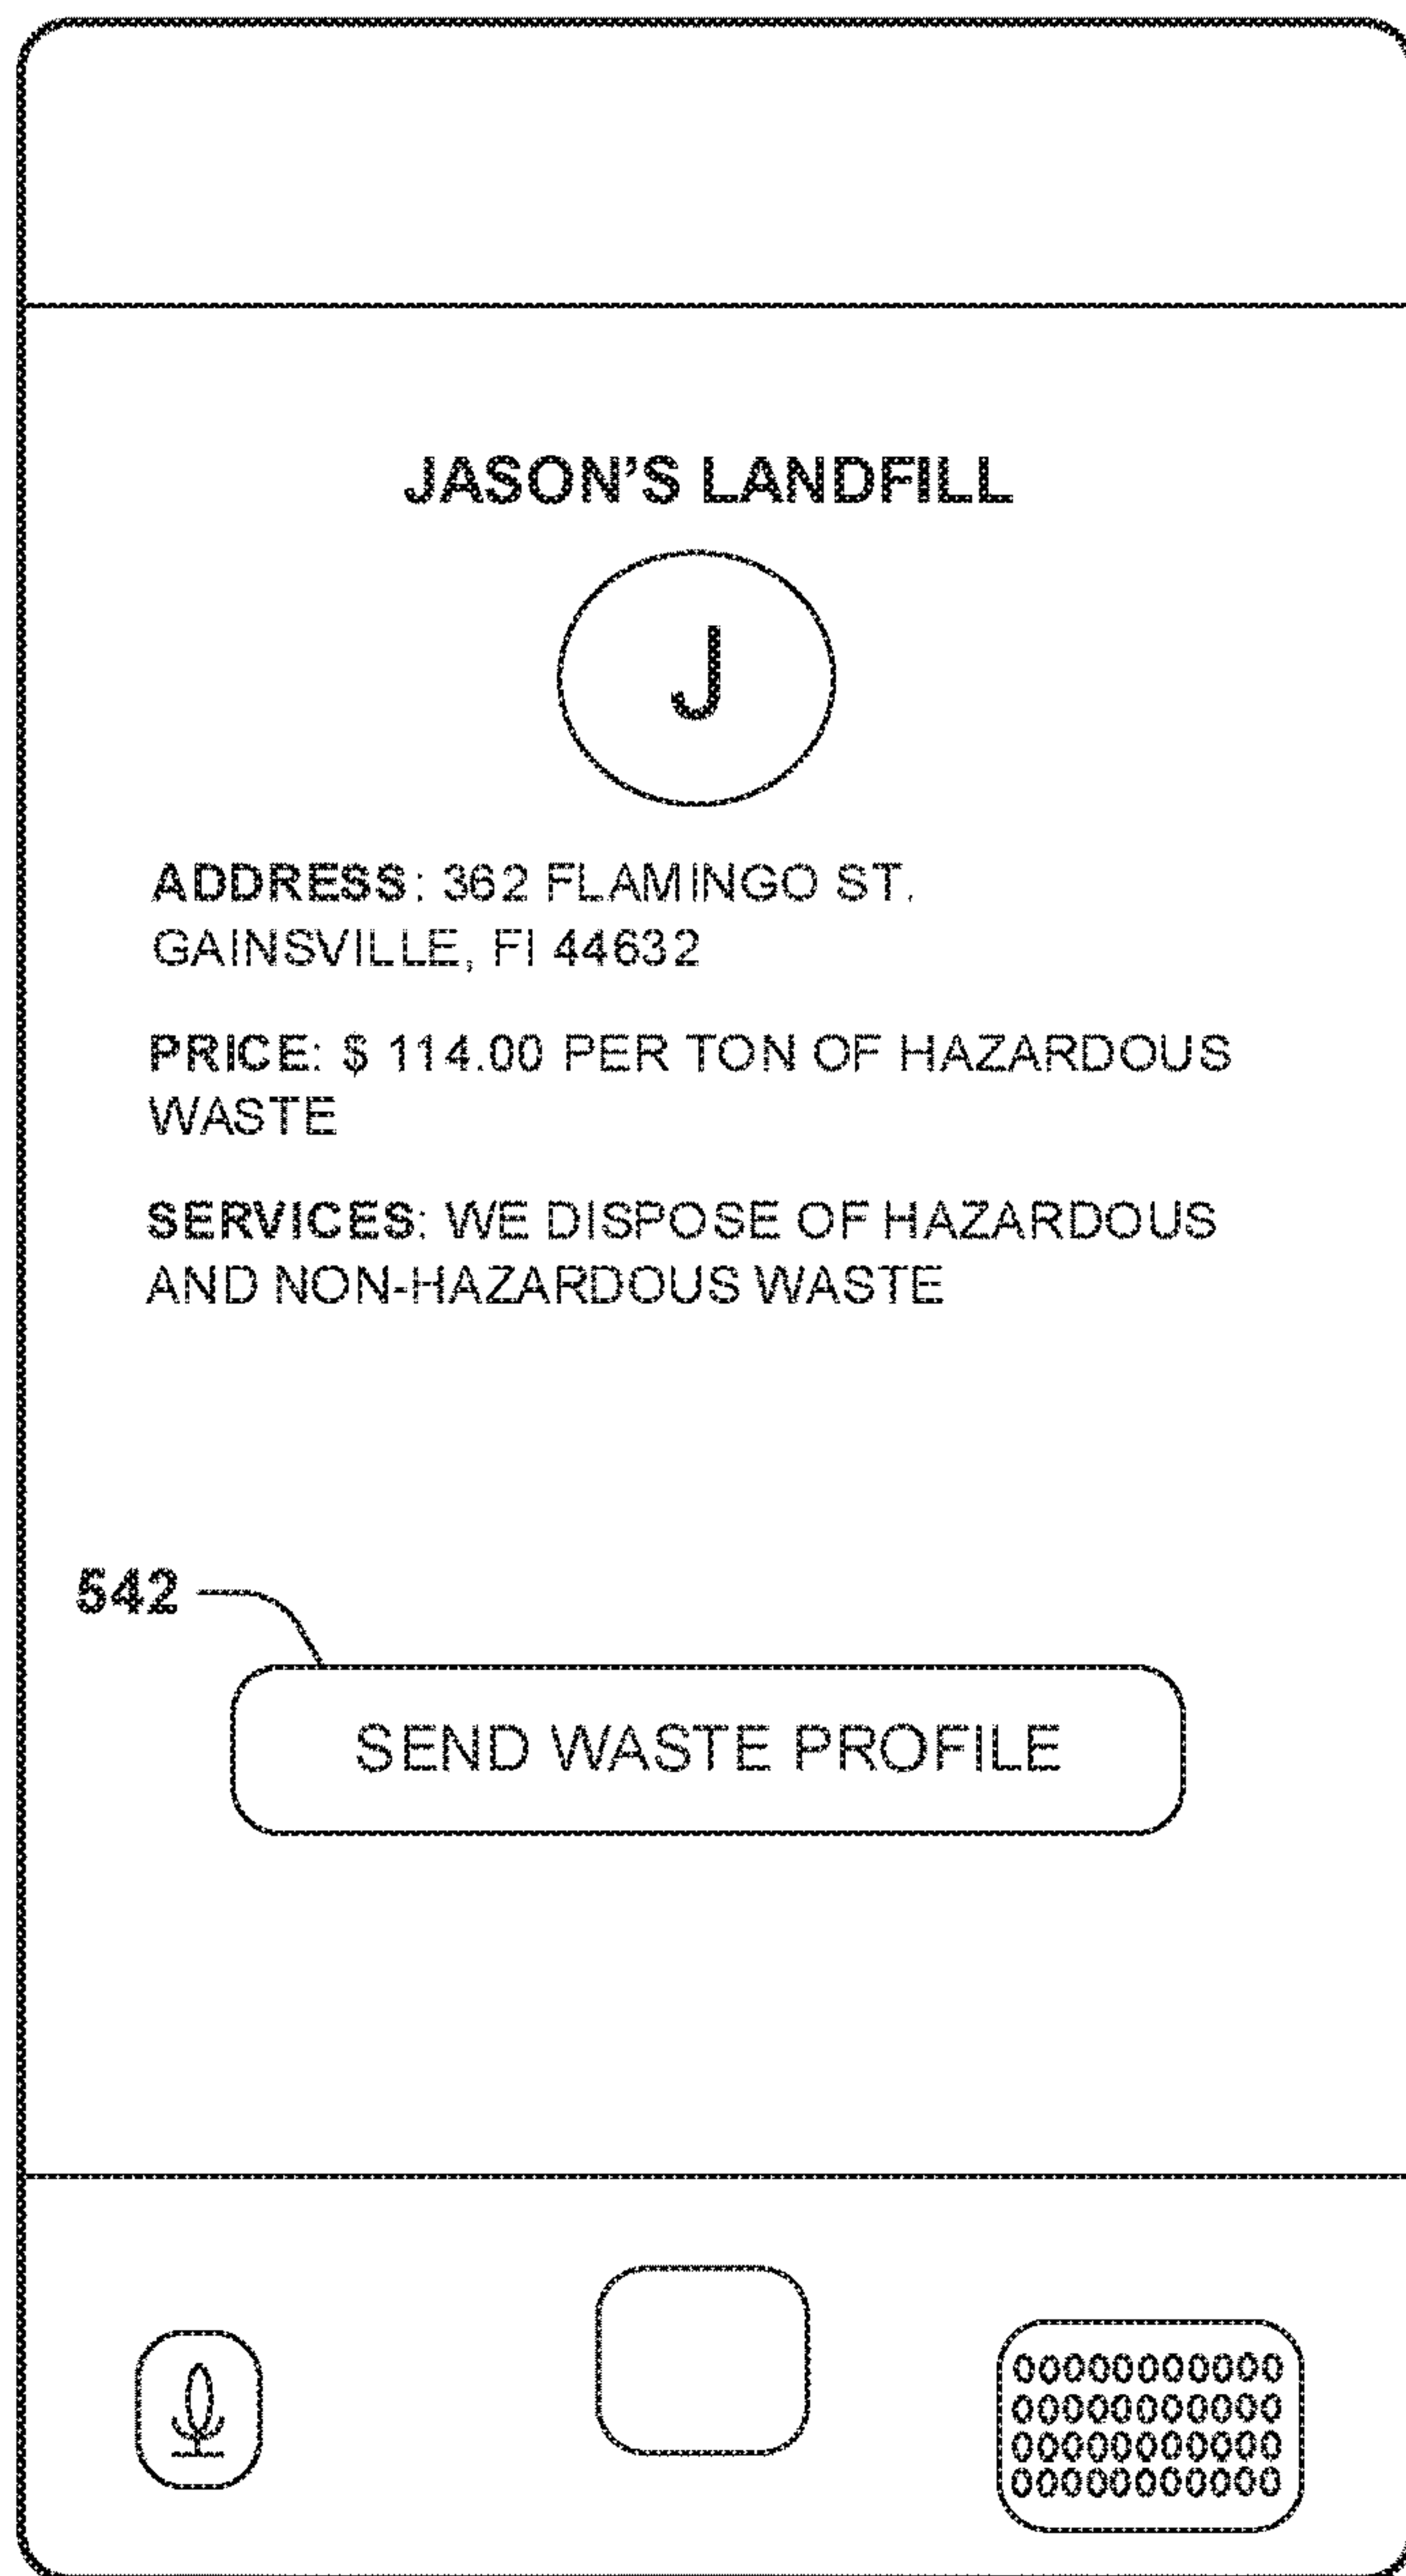 JASON'S LANDFILL
J
ADDRESS: 362 FLAMINGO ST.
GAINSVILLE, Fl 44632
PRICE: $ 114.00 PER TON OF HAZARDOUS
WASTE
SERVICES: WE DISPOSE OF HAZARDOUS
AND NON-HAZARDOUS WASTE
542
SEND WASTE PROFILE